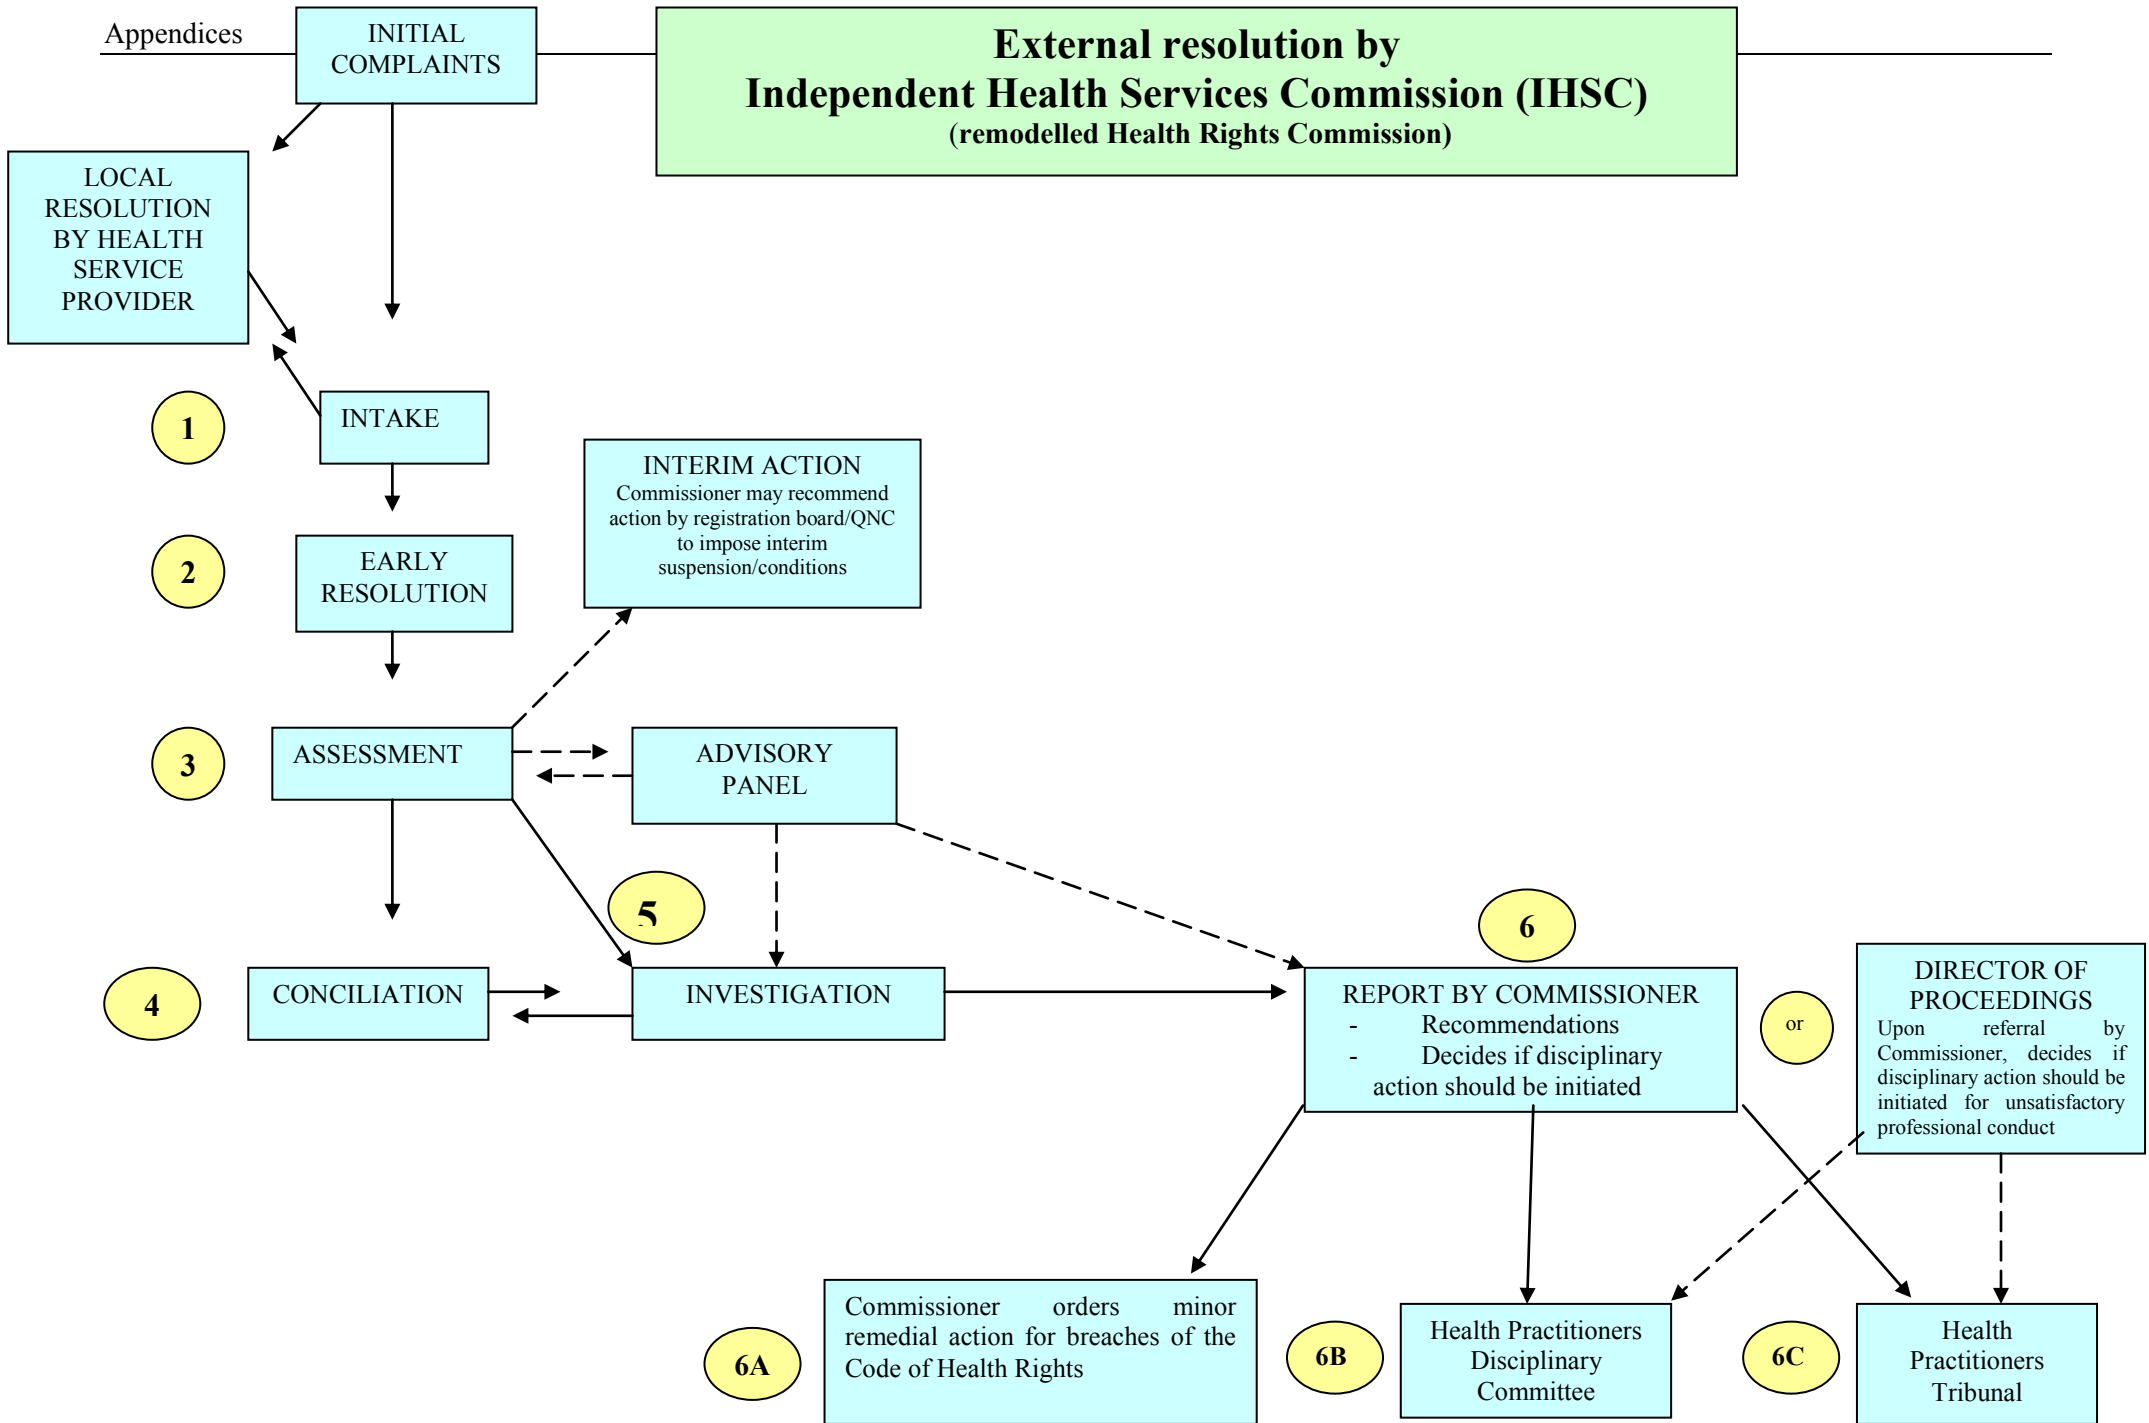 Appendices
INITIAL
COMPLAINTS
External resolution by
Independent Health Services Commission (IHSC)
(remodelled Health Rights Commission)
LOCAL
RESOLUTION
BY HEALTH
SERVICE
PROVIDER
1
INTAKE
INTERIM ACTION
Commissioner may recommend
action by registration board/QNC
to impose interim
suspension/conditions
2
EARLY
RESOLUTION
3
ASSESSMENT
ADVISORY
PANEL
5
6
4
CONCILIATION
INVESTIGATION
REPORT BY COMMISSIONER
- Recommendations
- Decides if disciplinary
action should be initiated
or
DIRECTOR OF
PROCEEDINGS
Upon referral by
Commissioner, decides if
disciplinary action should be
initiated for unsatisfactory
professional conduct
6A
Commissioner orders minor
remedial action for breaches of the
Code of Health Rights
6B
Health Practitioners
Disciplinary
Committee
6C
Health
Practitioners
Tribunal